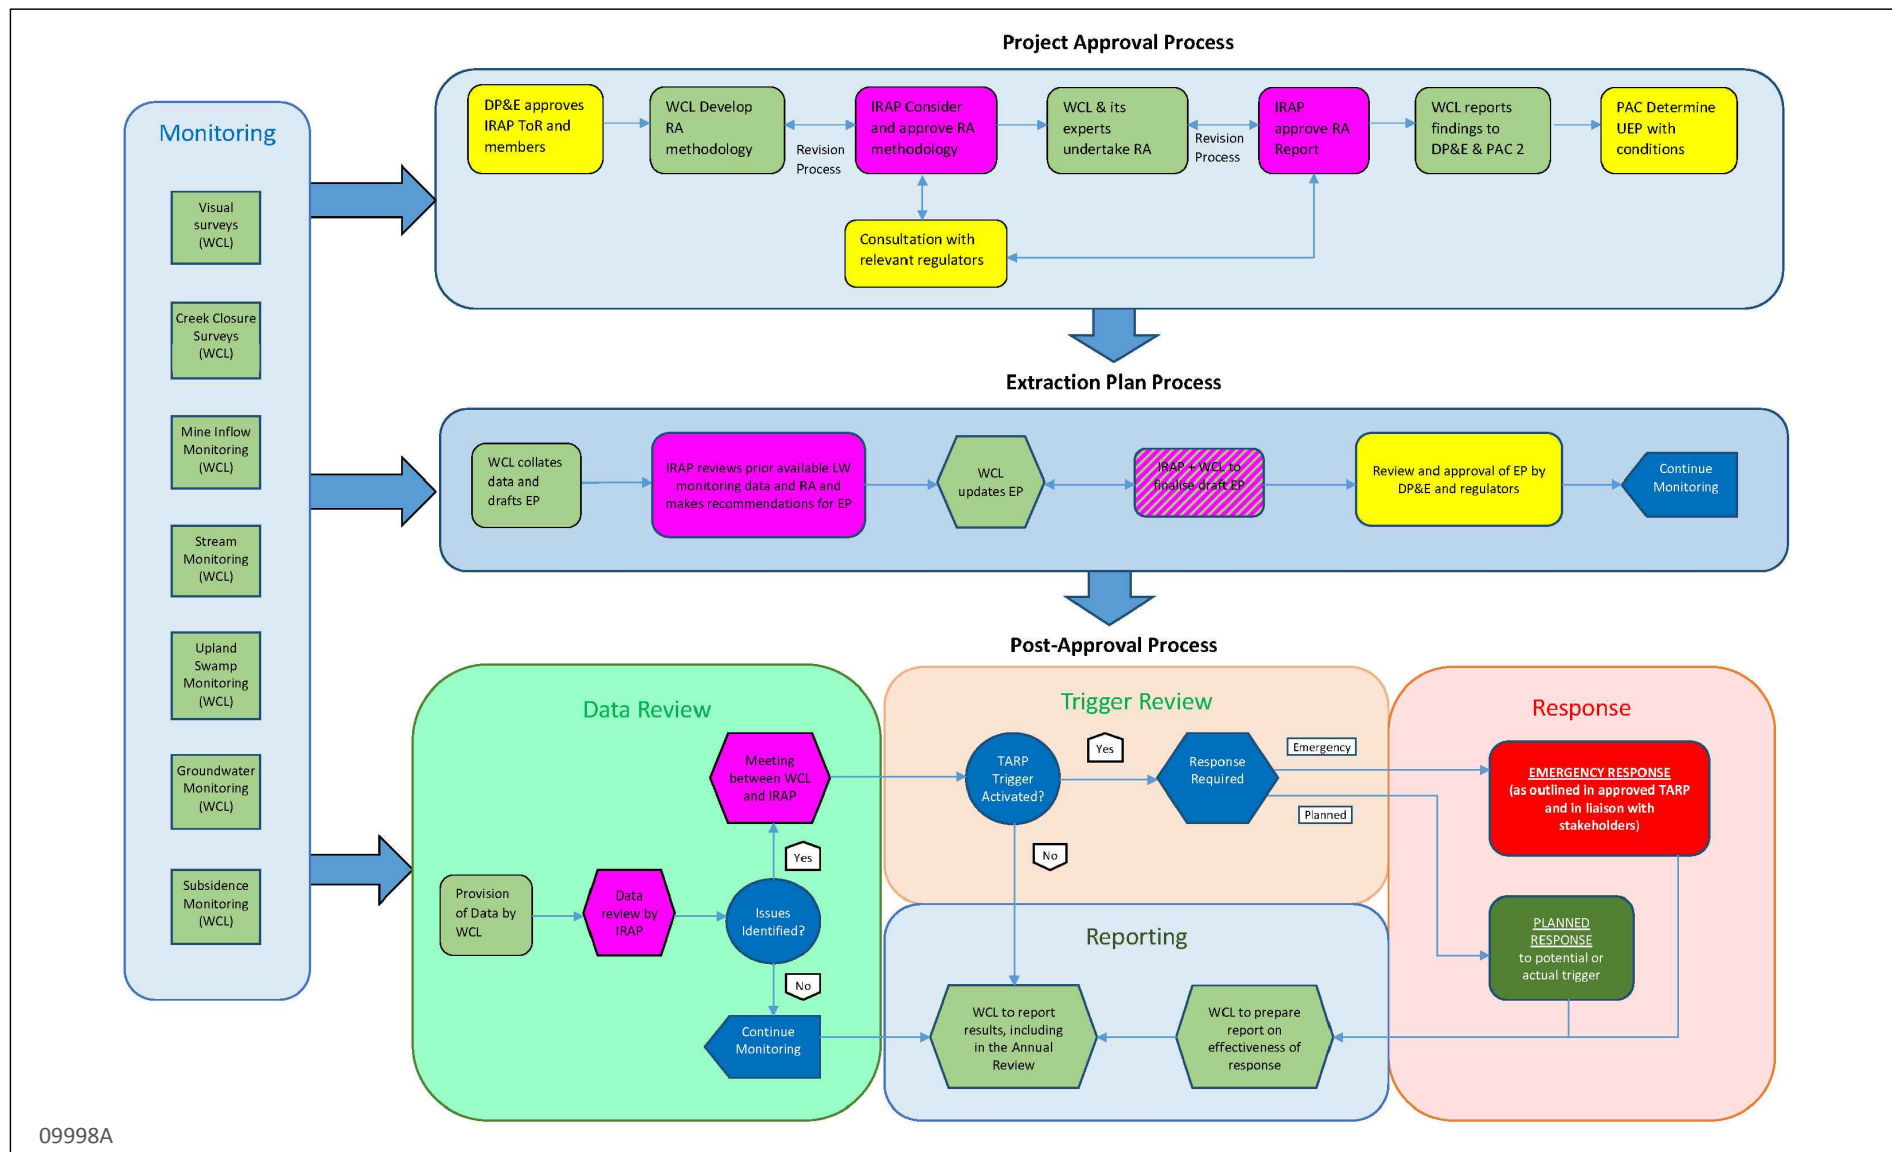 Project Approval Process
Monitoring
Visual
surveys
(WCL)
Creek Closure
Surveys
(WCL)
Mine Inflow
Monitoring
(WCL)
Stream
Monitoring
(WCL)
Upland
Swamp
Monitoring
(WCL)
Groundwater
Monitoring
(WCL)
Subsidence
Monitoring
(WCL)
DP&E approves
IRAP ToR and
members
WCL Develop
RA
methodology
Revision
Process
IRAP Consider
and approve RA
methodology
WCL & its
experts
undertake RA
Revision
Process
IRAP
approve RA
Report
WCL reports
findings to
DP&E & PAC 2
PAC Determine
UEP with
conditions
Consultation with
relevant regulators
Extraction Plan Process
WCL collates
data and
drafts EP
IRAP reviews prior available LW
monitoring data and RA and
makes recommendations for EP
WCL
updates EP
IRAP + WCL to
finalise draft EP
Review and approval of EP by
DP&E and regulators
Continue
Monitoring
Post-Approval Process
Data Review
Meeting
between WCL
and IRAP
Yes
Provision
of Data by
WCL
Data
review by
IRAP
Issues
Identified?
No
Continue
Monitoring
Trigger Review
TARP
Trigger
Activated?
Yes
Response
Required
Emergency
Planned
No
Reporting
WCL to report
results, including
in the Annual
Review
WCL to prepare
report on
effectiveness of
response
Response
EMERGENCY RESPONSE
(as outlined in approved TARP
and in liaison with
stakeholders)
PLANNED
RESPONSE
to potential or
actual trigger
09998A